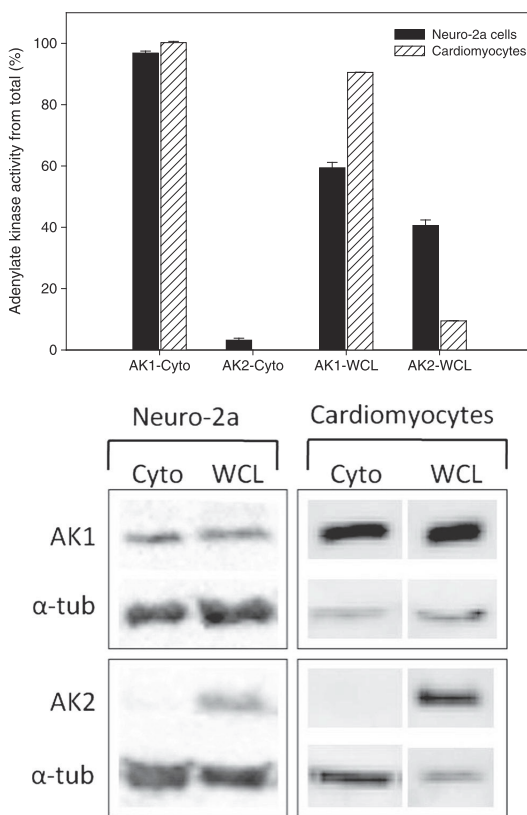 Adenylate kinase activity from total (%)
100
80
60
40
20
0
Neuro-2a cells
Cardiomyocytes
AK1-Cyto AK2-Cyto AK1-WCL AK2-WCL
Neuro-2a Cardiomyocytes
Cyto WCL Cyto WCL
AK1
α-tub
AK2
α-tub